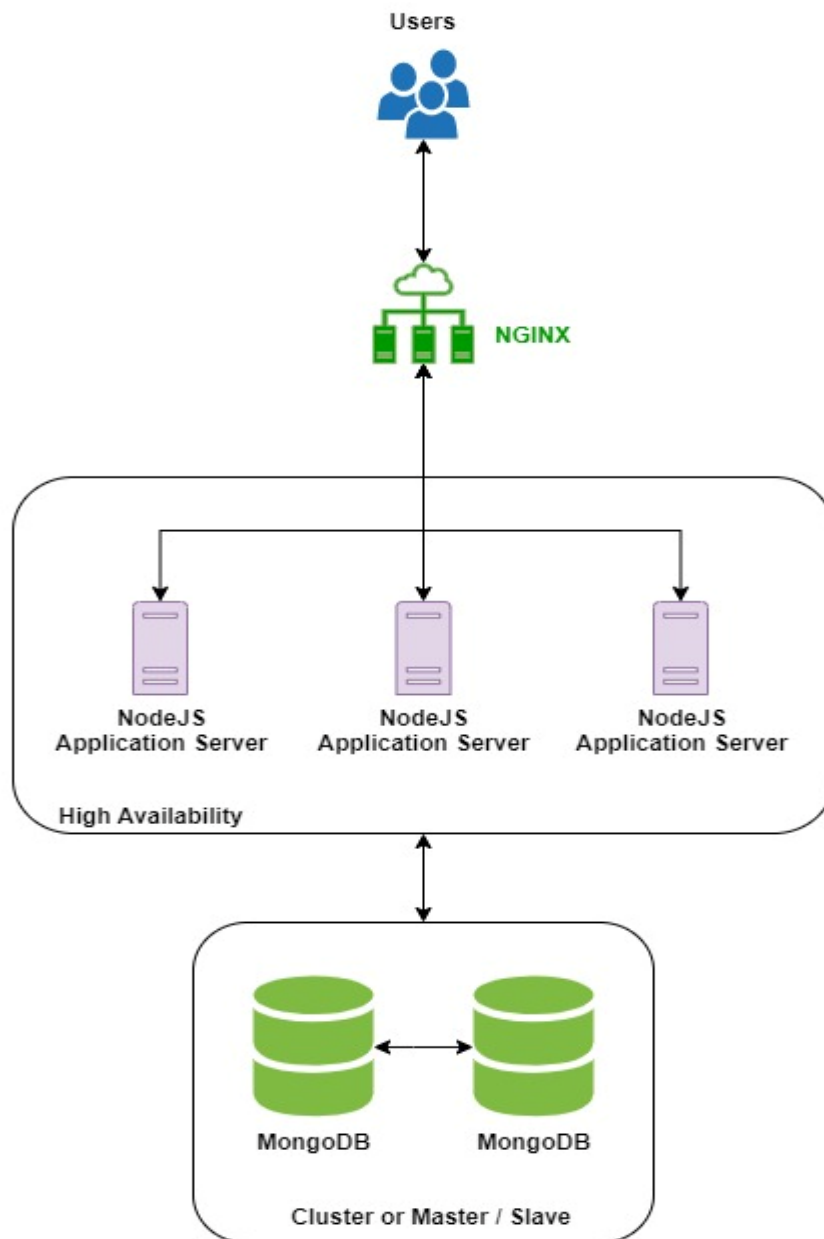 Users
NGINX
NodeJS
Application Server
NodeJS
Application Server
NodeJS
Application Server
High Availability
MongoDB
MongoDB
Cluster or Master / Slave